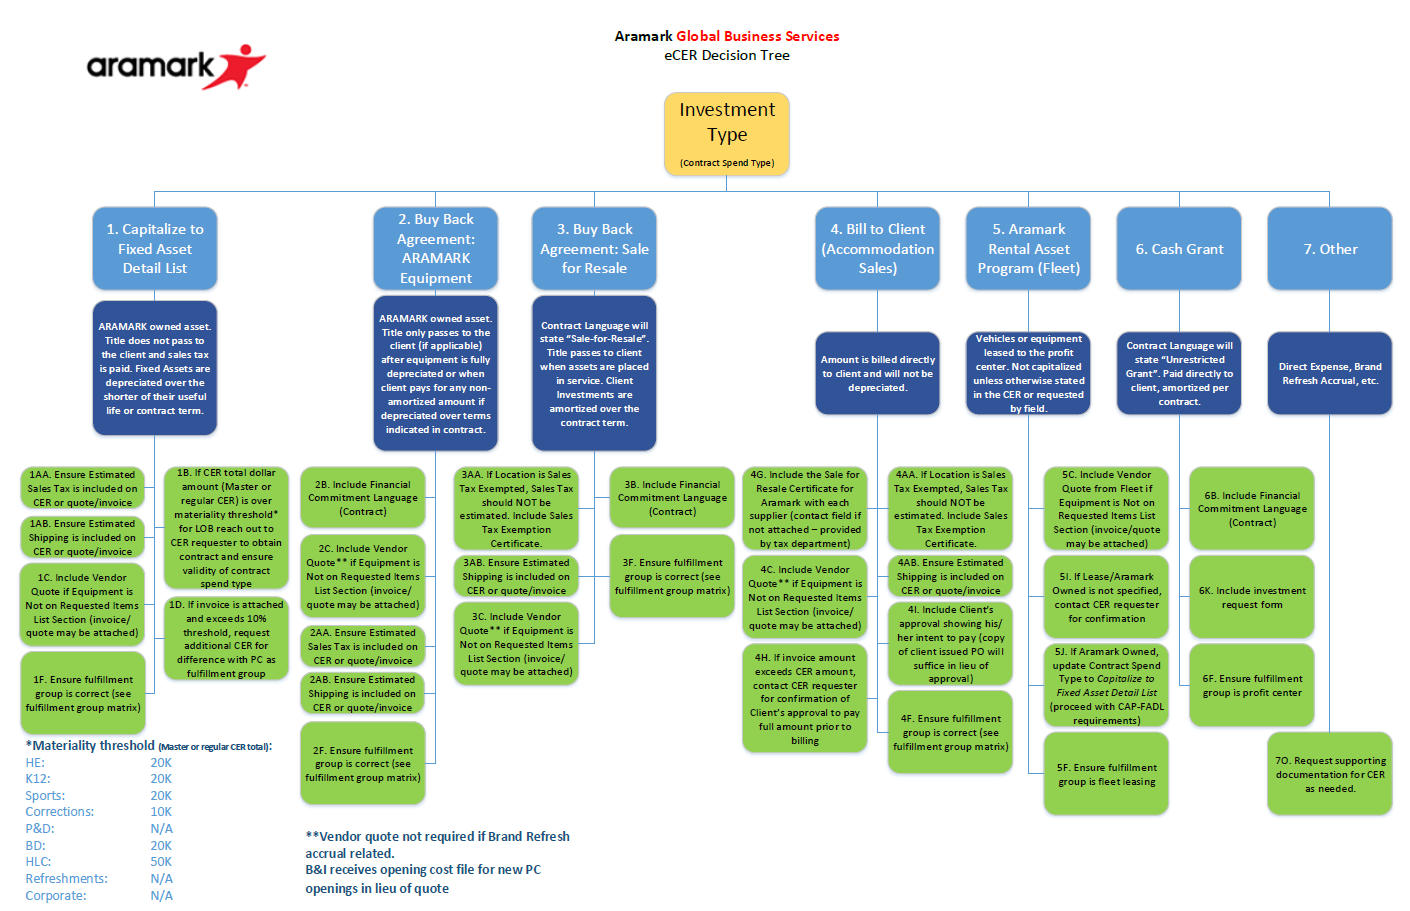 Aramark Global Business Services
eCER Decision Tree
aramark
Investment
Type
(Contract Spend Type)
1. Capitalize to
Fixed Asset
Detail List
2. Buy Back
Agreement:
ARAMARK
Equipment
3. Buy Back
Agreement: Sale
for Resale
4. Bill to Client
(Accommodation
Sales)
5. Aramark
Rental Asset
Program (Fleet)
6. Cash Grant
7. Other
ARAMARK owned asset.
Title does not pass to
the client and sales tax
is paid. Fixed Assets are
depreciated over the
shorter of their useful
life or contract term.
ARAMARK owned asset.
Title only passes to the
client (if applicable)
after equipment is fully
depreciated or when
client pays for any non-
amortized amount if
depreciated over terms
indicated in contract.
Contract Language will
state “Sale-for-Resale”.
Title passes to client
when assets are placed
in service. Client
Investments are
amortized over the
contract term.
Amount is billed directly
to client and will not be
depreciated.
Vehicles or equipment
leased to the profit
center. Not capitalized
unless otherwise stated
in the CER or requested
by field.
Contract Language will
state “Unrestricted
Grant”. Paid directly to
client, amortized per
contract.
Direct Expense, Brand
Refresh Accrual, etc.
1AA. Ensure Estimated
Sales Tax is included on
CER or quote/invoice
1AB. Ensure Estimated
Shipping is included on
CER or quote/invoice
1C. Include Vendor
Quote if Equipment is
Not on Requested Items
List Section (invoice/
quote may be attached)
1F. Ensure fulfillment
group is correct (see
fulfillment group matrix)
1B. If CER total dollar
amount (Master or
regular CER) is over
materiality threshold*
for LOB reach out to
CER requester to obtain
contract and ensure
validity of contract
spend type
1D. If invoice is attached
and exceeds 10%
threshold, request
additional CER for
difference with PC as
fulfillment group
2B. Include Financial
Commitment Language
(Contract)
2C. Include Vendor
Quote** if Equipment is
Not on Requested Items
List Section (invoice/
quote may be attached)
2AA. Ensure Estimated
Sales Tax is included on
CER or quote/invoice
2AB. Ensure Estimated
Shipping is included on
CER or quote/invoice
2F. Ensure fulfillment
group is correct (see
fulfillment group matrix)
3AA. If Location is Sales
Tax Exempted, Sales Tax
should NOT be
estimated. Include Sales
Tax Exemption
Certificate.
3AB. Ensure Estimated
Shipping is included on
CER or quote/invoice
3C. Include Vendor
Quote** if Equipment is
Not on Requested Items
List Section (invoice/
quote may be attached)
3B. Include Financial
Commitment Language
(Contract)
3F. Ensure fulfillment
group is correct (see
fulfillment group matrix)
4G. Include the Sale for
Resale Certificate for
Aramark with each
supplier (contact field if
not attached – provided
by tax department)
4C. Include Vendor
Quote** if Equipment is
Not on Requested Items
List Section (invoice/
quote may be attached)
4H. If invoice amount
exceeds CER amount,
contact CER requester
for confirmation of
Client’s approval to pay
full amount prior to
billing
4AA. If Location is Sales
Tax Exempted, Sales Tax
should NOT be
estimated. Include Sales
Tax Exemption
Certificate.
4AB. Ensure Estimated
Shipping is included on
CER or quote/invoice
4I. Include Client’s
approval showing his/
her intent to pay (copy
of client issued PO will
suffice in lieu of
approval)
4F. Ensure fulfillment
group is correct (see
fulfillment group matrix)
5C. Include Vendor
Quote from Fleet if
Equipment is Not on
Requested Items List
Section (invoice/quote
may be attached)
5I. If Lease/Aramark
Owned is not specified,
contact CER requester
for confirmation
5J. If Aramark Owned,
update Contract Spend
Type to Capitalize to
Fixed Asset Detail List
(proceed with CAP-FADL
requirements)
5F. Ensure fulfillment
group is fleet leasing
6B. Include Financial
Commitment Language
(Contract)
6K. Include investment
request form
6F. Ensure fulfillment
group is profit center
7O. Request supporting
documentation for CER
as needed.
*Materiality threshold (Master or regular CER total):
HE: 20K
K12: 20K
Sports: 20K
Corrections: 10K
P&D: N/A
BD: 20K
HLC: 50K
Refreshments: N/A
Corporate: N/A
**Vendor quote not required if Brand Refresh
accrual related.
B&I receives opening cost file for new PC
openings in lieu of quote